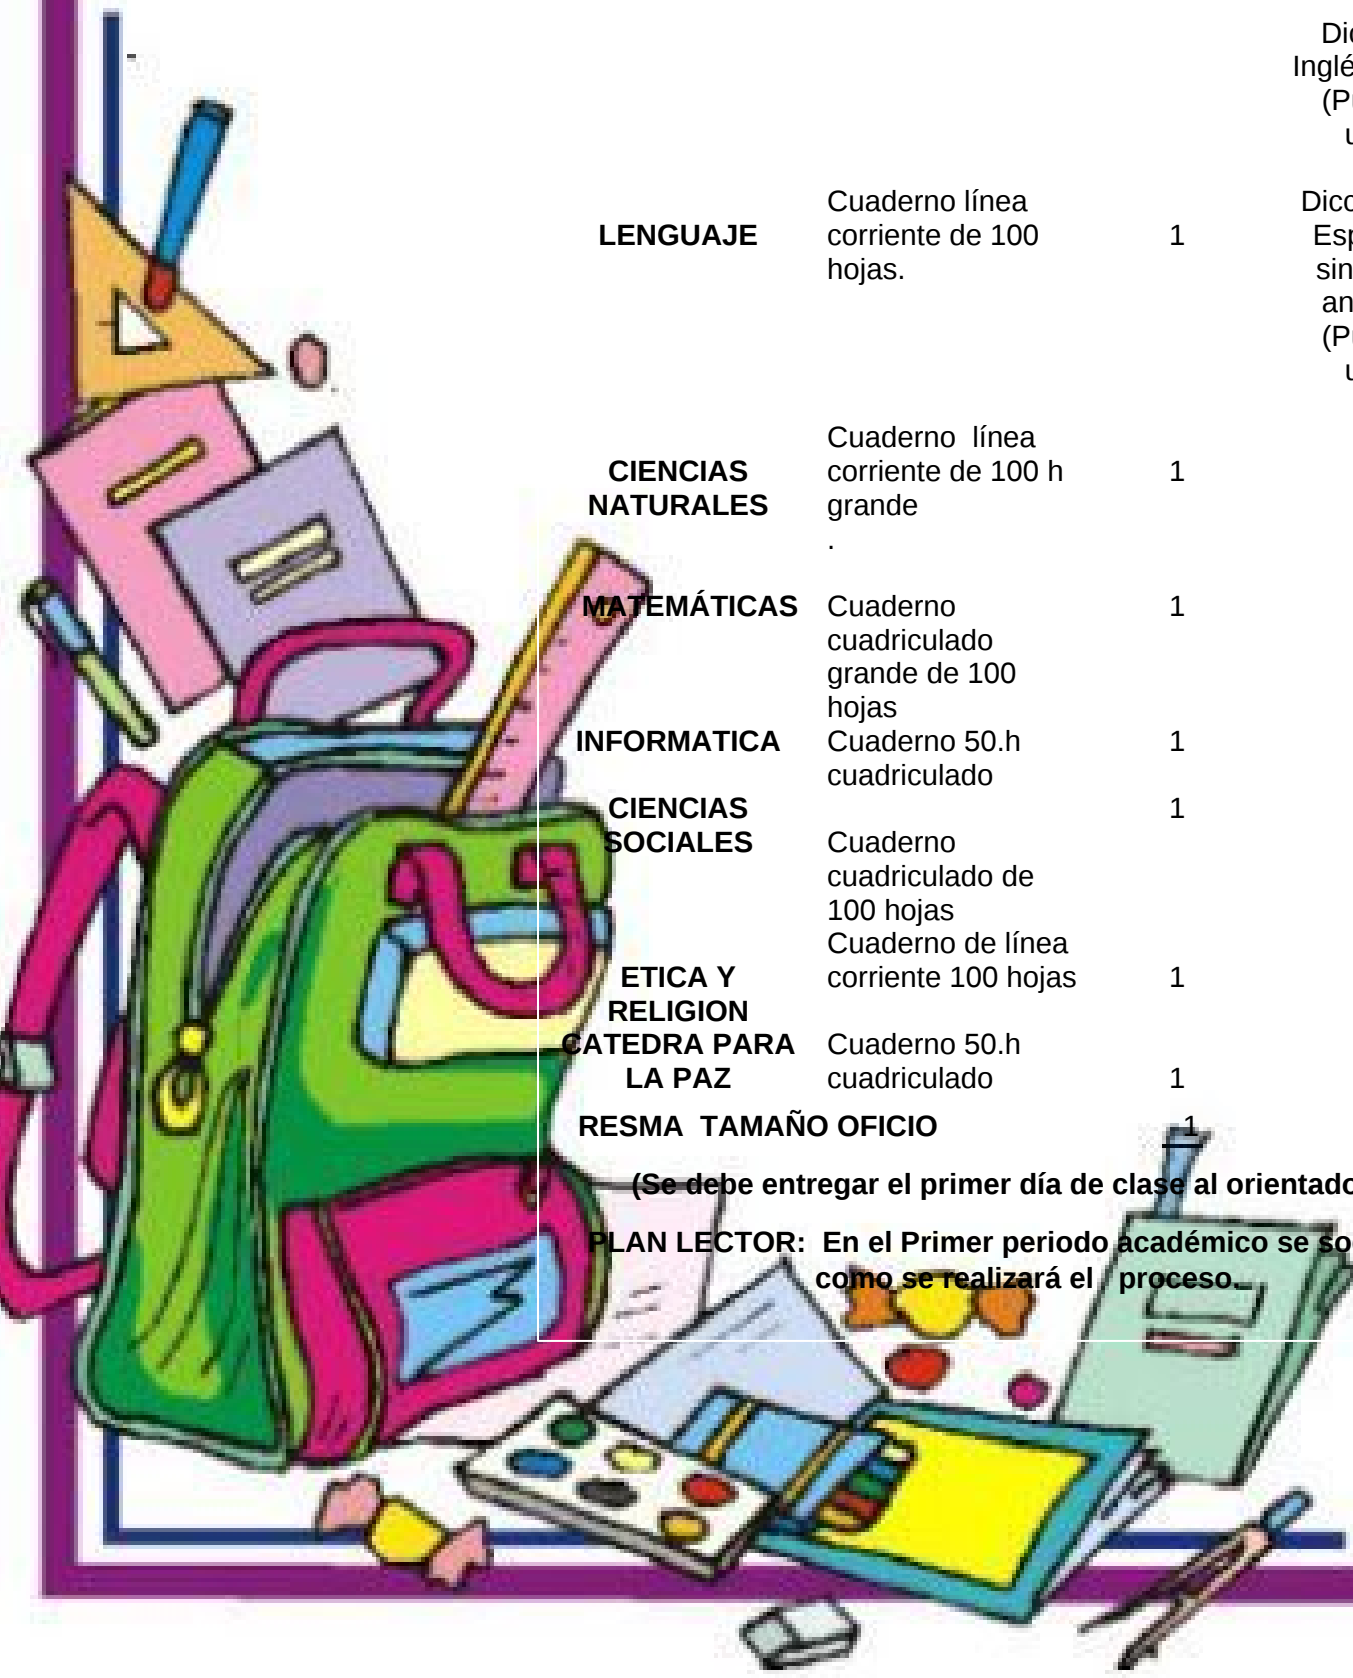 LENGUAJE
Cuaderno línea
corriente de 100
hojas.
1
CIENCIAS
NATURALES
Cuaderno  línea
corriente de 100 h
grande
.
1
MATEMÁTICAS
Cuaderno
cuadriculado
grande de 100
hojas
1
INFORMATICA
Cuaderno 50.h
cuadriculado
1
CIENCIAS
SOCIALES
Cuaderno
cuadriculado de
100 hojas
1
ETICA Y
RELIGION
Cuaderno de línea
corriente 100 hojas
1
CATEDRA PARA
LA PAZ
Cuaderno 50.h
cuadriculado
1
RESMA  TAMAÑO OFICIO 1
(Se debe entregar el primer día de clase al
PLAN LECTOR:  En el Primer periodo académico se
como se realizará el   proceso.